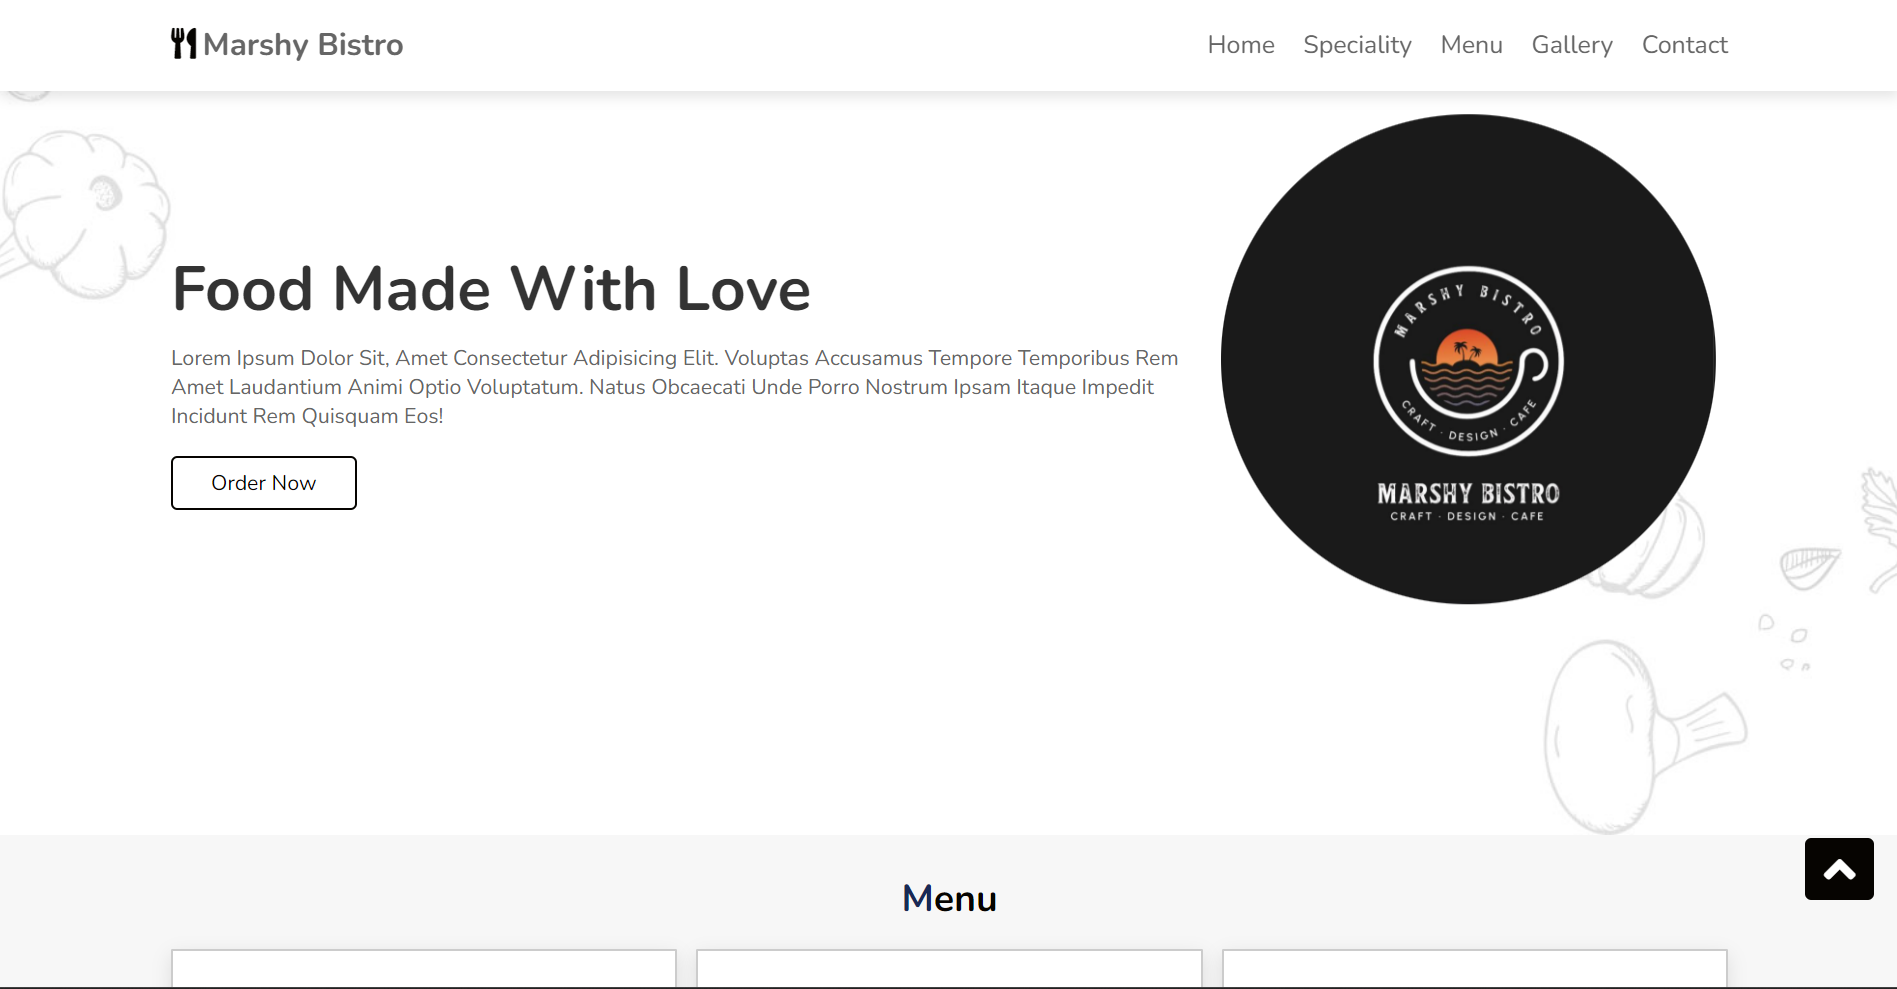 Marshy Bistro
Home Speciality Menu Gallery Contact
Food Made With Love
Lorem Ipsum Dolor Sit, Amet Consectetur Adipisicing Elit. Voluptas Accusamus Tempore Temporibus Rem
Amet Laudantium Animi Optio Voluptatum. Natus Obcaecati Unde Porro Nostrum Ipsam Itaque Impedit
Incidunt Rem Quisquam Eos!
Order Now
MARSHY BISTRO
CRAFT · DESIGN · CAFE
MARSHY BISTRO
CRAFT · DESIGN · CAFE
Menu